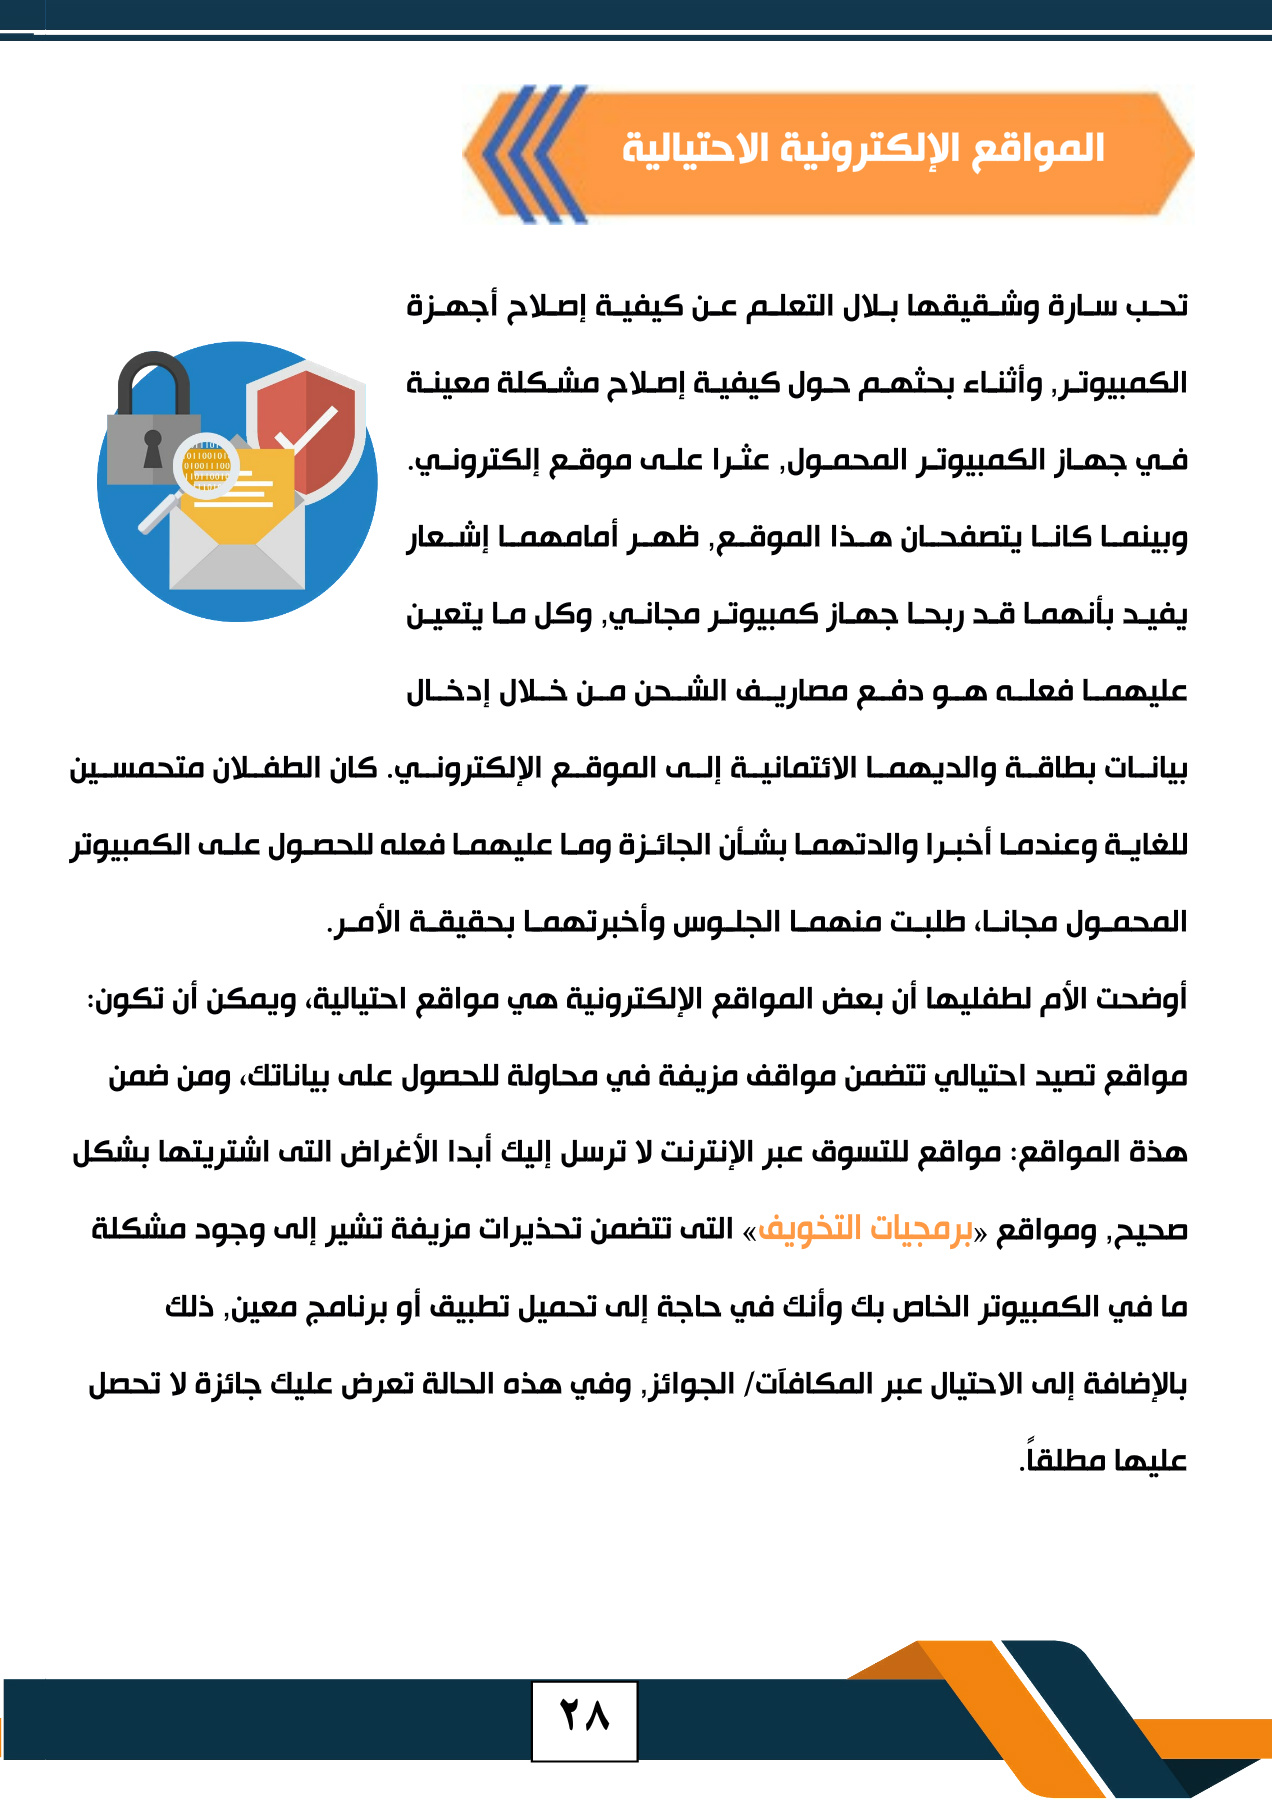 المواقع الإلكترونية الاحتيالية
تحب سارة وشقيقها بلال التعلم عن كيفية إصلاح أجهزة
الكمبيوتر, وأثناء بحثهم حول كيفية إصلاح مشكلة معينة
في جهاز الكمبيوتر المحمول, عثرا على موقع إلكتروني.
وبينما كانا يتصفحان هذا الموقع, ظهر أمامهما إشعار
يفيد بأنهما قد ربحا جهاز كمبيوتر مجاني, وكل ما يتعين
عليهما فعله هو دفع مصاريف الشحن من خلال إدخال
بيانات بطاقة والديهما الائتمانية إلى الموقع الإلكتروني. كان الطفلان متحمسين
للغاية وعندما أخبرا والدتهما بشأن الجائزة وما عليهما فعله للحصول على الكمبيوتر
المحمول مجانا، طلبت منهما الجلوس وأخبرتهما بحقيقة الأمر.
أوضحت الأم لطفليها أن بعض المواقع الإلكترونية هي مواقع احتيالية، ويمكن أن تكون:
مواقع تصيد احتيالي تتضمن مواقف مزيفة في محاولة للحصول على بياناتك، ومن ضمن
هذة المواقع: مواقع للتسوق عبر الإنترنت لا ترسل إليك أبدا الأغراض التى اشتريتها بشكل
صحيح, ومواقع «برمجيات التخويف» التى تتضمن تحذيرات مزيفة تشير إلى وجود مشكلة
ما في الكمبيوتر الخاص بك وأنك في حاجة إلى تحميل تطبيق أو برنامج معين, ذلك
بالإضافة إلى الاحتيال عبر المكافآت/ الجوائز, وفي هذه الحالة تعرض عليك جائزة لا تحصل
عليها مطلقاً.
٢٨